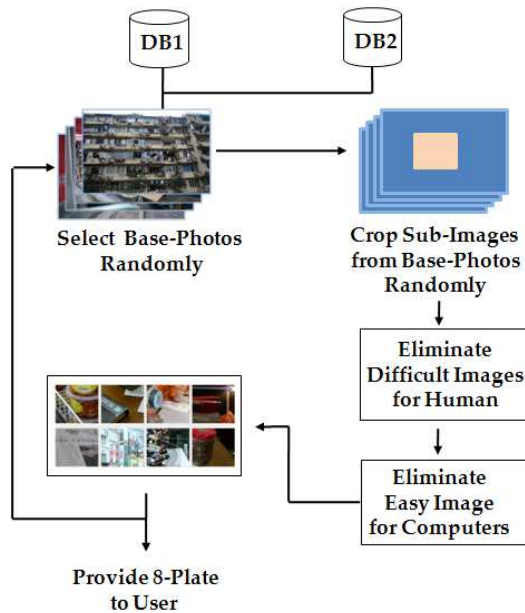 DB1
DB2
Select Base-Photos
Randomly
Crop Sub-Images
from Base-Photos
Randomly
Eliminate
Difficult Images
for Human
Eliminate
Easy Image
for Computers
Provide 8-Plate
to User